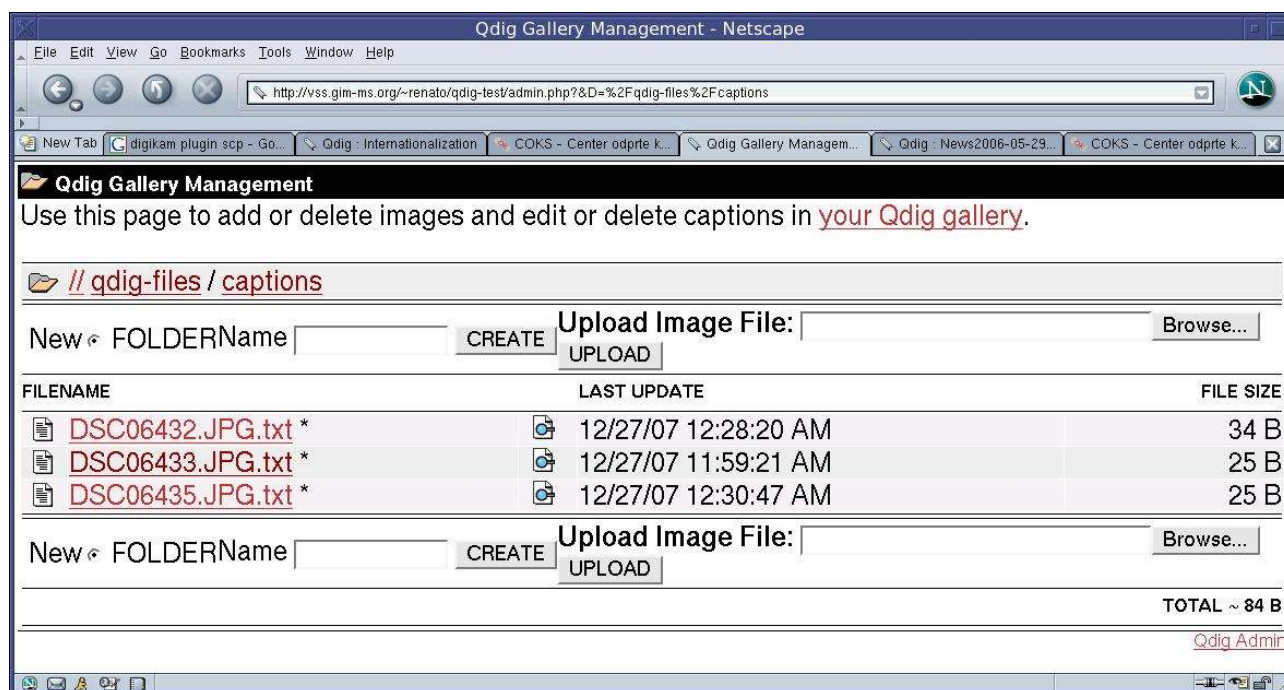 Qdig Gallery Management - Netscape
File Edit View Go Bookmarks Tools Window Help
http://vss.gim-ms.org/~renato/qdig-test/admin.php?&D=%2Fqdig-files%2Fcaptions
N
New Tab G digikam plugin scp - Go... Qdig : Internationalization COKS - Center odprte k... Qdig Gallery Managem... Qdig : News2006-05-29... COKS - Center odprte k...
Qdig Gallery Management
Use this page to add or delete images and edit or delete captions in your Qdig gallery.
// qdig-files / captions
New FOLDERName CREATE Upload Image File: Browse...
UPLOAD
FILENAME LAST UPDATE FILE SIZE
DSC06432.JPG.txt * 12/27/07 12:28:20 AM 34 B
DSC06433.JPG.txt * 12/27/07 11:59:21 AM 25 B
DSC06435.JPG.txt * 12/27/07 12:30:47 AM 25 B
New FOLDERName CREATE Upload Image File: Browse...
UPLOAD
TOTAL ~ 84 B
Qdig Admin